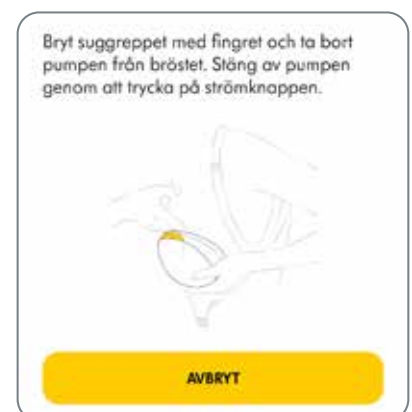 Bryt suggreppet med fingret och ta bort
pumpen från bröstet. Stäng av pumpen
genom att trycka på strömknappen.
AVBRYT